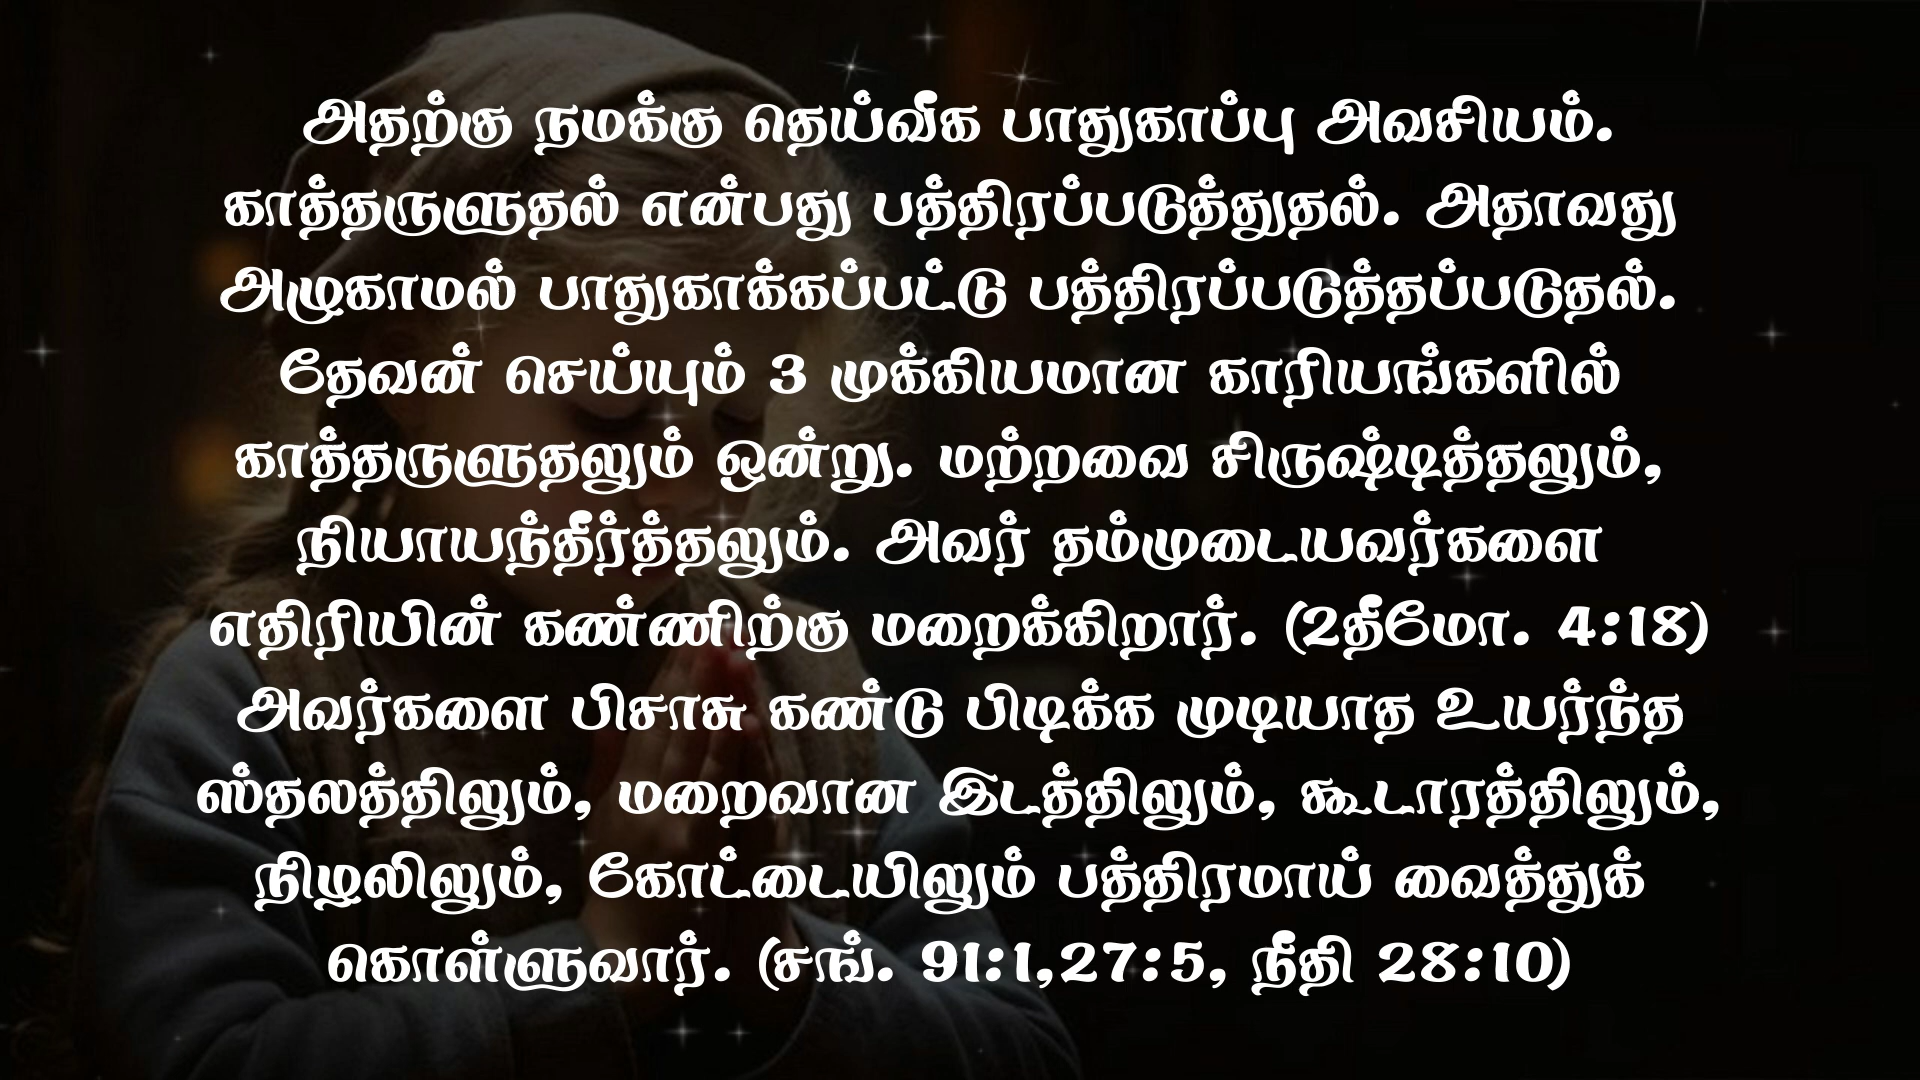 அதற்கு நமக்கு தெய்வீக பாதுகாப்பு அவசியம்.
காத்தருளுதல் என்பது பத்திரப்படுத்துதல். அதாவது
அழுகாமல் பாதுகாக்கப்பட்டு பத்திரப்படுத்தப்படுதல்.
தேவன் செய்யும் 3 முக்கியமான காரியங்களில்
காத்தருளுதலும் ஒன்று. மற்றவை சிருஷ்டித்தலும்,
நியாயந்தீர்த்தலும். அவர் தம்முடையவர்களை
எதிரியின் கண்ணிற்கு மறைக்கிறார். (2தீமோ. 4:18)
அவர்களை பிசாசு கண்டு பிடிக்க முடியாத உயர்ந்த
ஸ்தலத்திலும், மறைவான இடத்திலும், கூடாரத்திலும்,
நிழலிலும், கோட்டையிலும் பத்திரமாய் வைத்துக்
கொள்ளுவார். (சங். 91:1,27:5, நீதி 28:10)